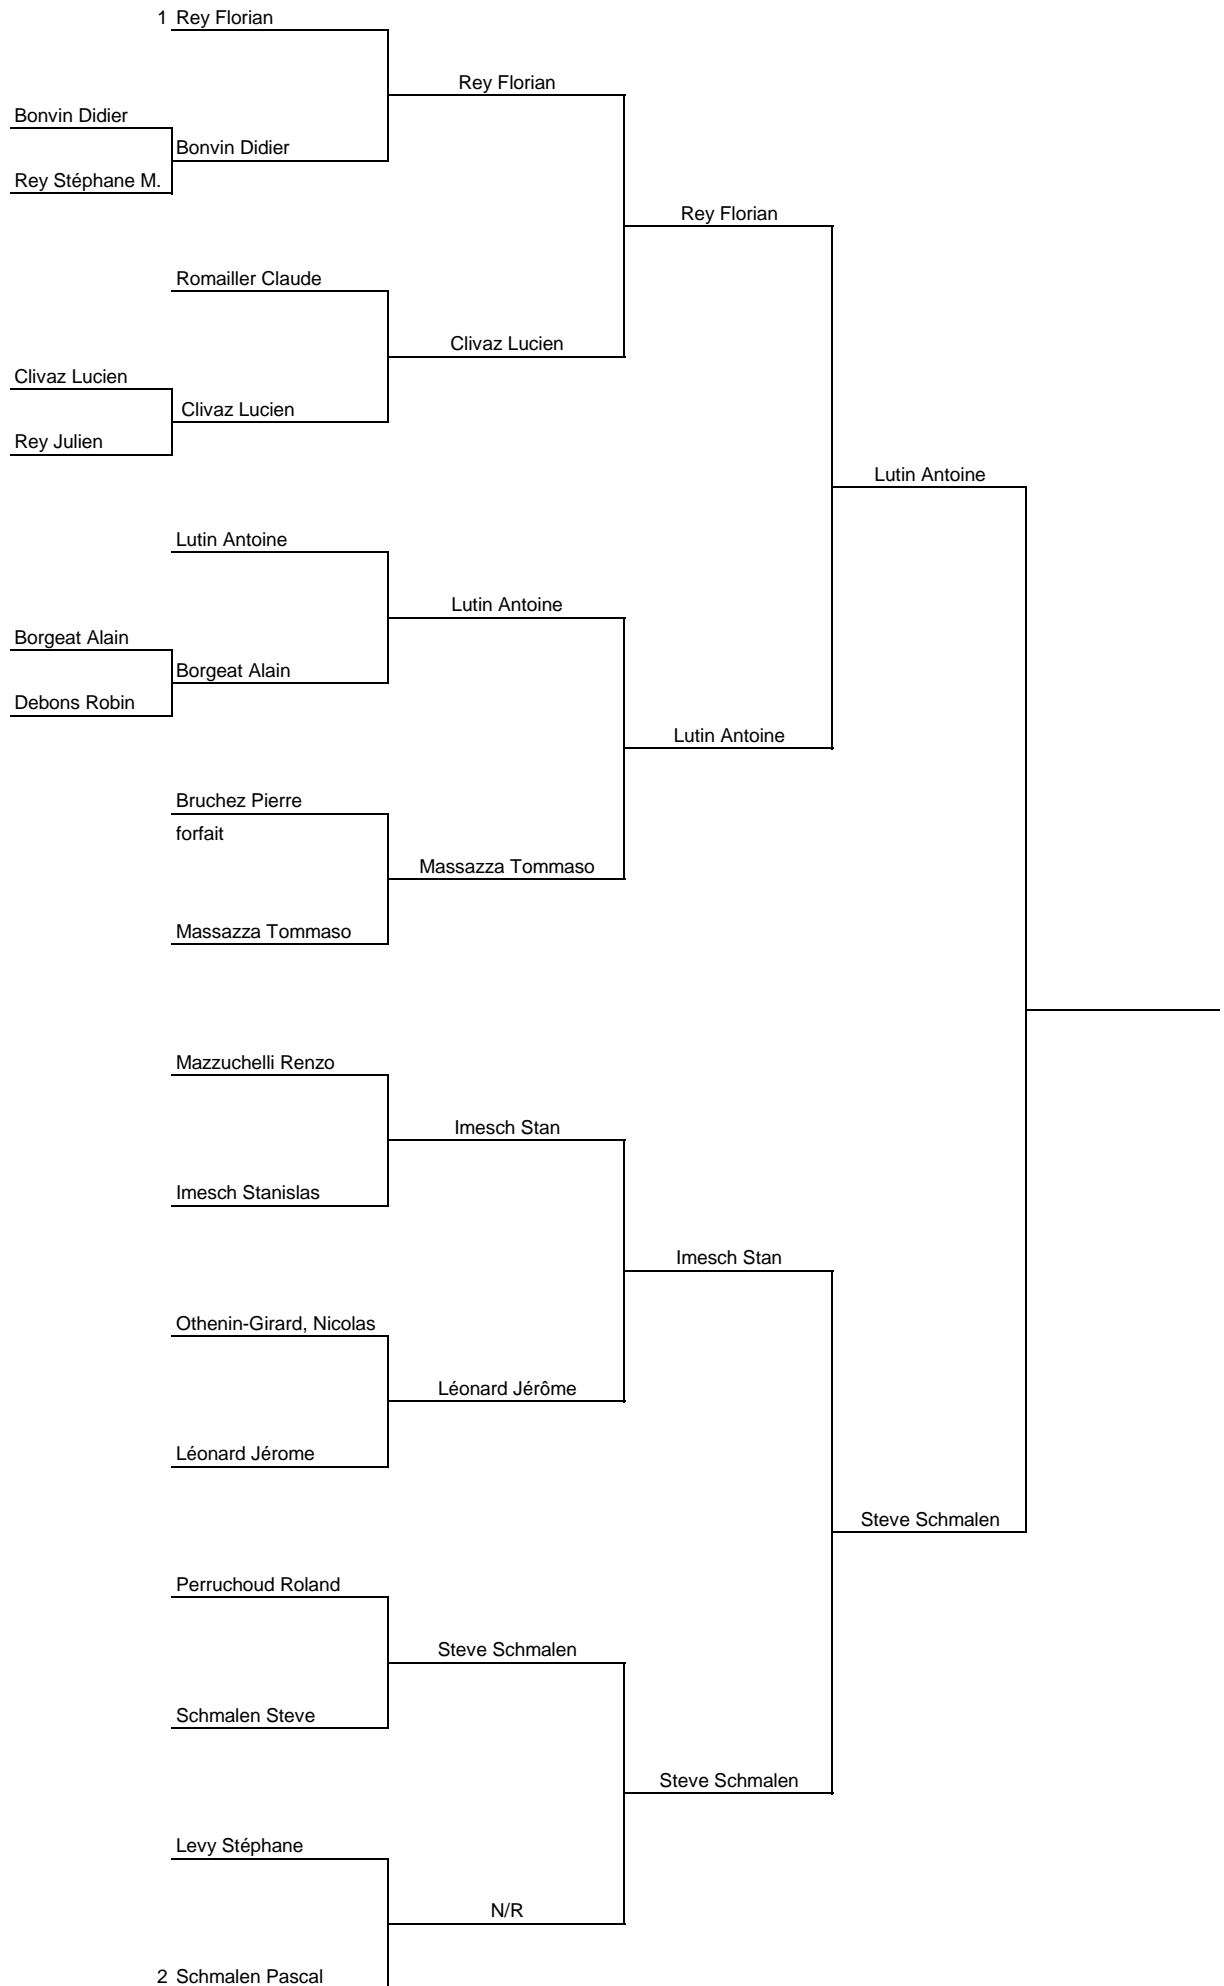 1 Rey Florian
Rey Florian
Bonvin Didier
Bonvin Didier
Rey Stéphane M.
Rey Florian
Romailler Claude
Clivaz Lucien
Clivaz Lucien
Clivaz Lucien
Rey Julien
Lutin Antoine
Lutin Antoine
Lutin Antoine
Borgeat Alain
Borgeat Alain
Debons Robin
Lutin Antoine
Bruchez Pierre
forfait
Massazza Tommaso
Massazza Tommaso
Mazzuchelli Renzo
Imesch Stan
Imesch Stanislas
Imesch Stan
Othenin-Girard, Nicolas
Léonard Jérôme
Léonard Jérome
Steve Schmalen
Perruchoud Roland
Steve Schmalen
Schmalen Steve
Steve Schmalen
Levy Stéphane
N/R
2 Schmalen Pascal